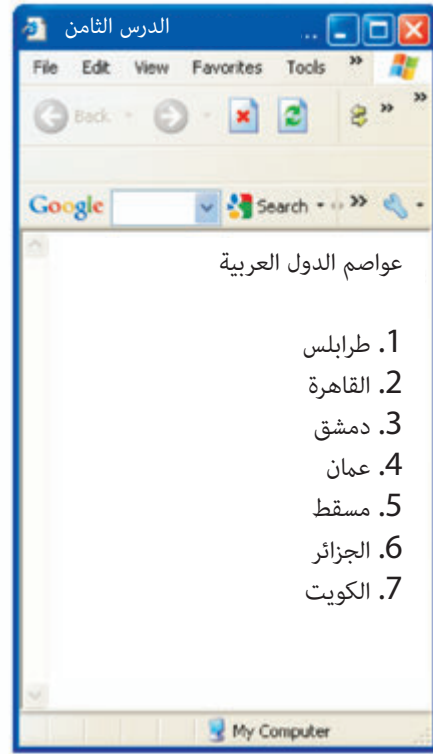 الدرس الثامن ..
File Edit View Favorites Tools »
Back » »
Google Search »
عواصم الدول العربية
1. طرابلس
2. القاهرة
3. دمشق
4. عمان
5. مسقط
6. الجزائر
7. الكويت
My Computer